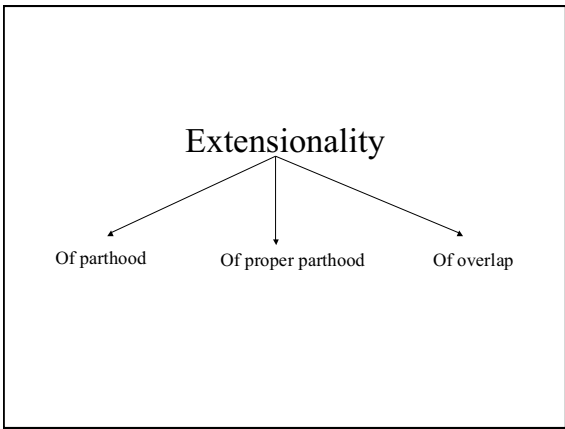 Extensionality
Of parthood
Of proper parthood
Of overlap